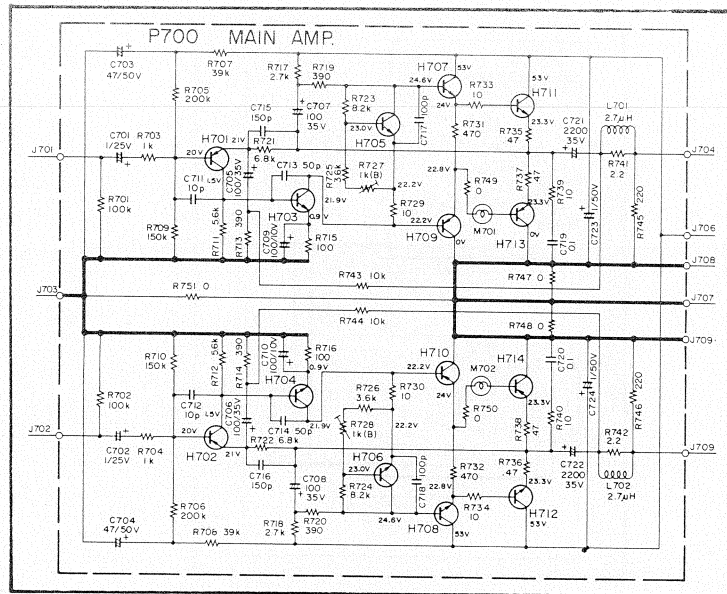 P700 MAIN AMP.
C703
47/50V
R707
39k
R717
2.7k
R719
390
H707
53V
53V
R705
200k
C715
150p
C707
100
35V
R723
8.2k
24.6V
100p
C717
R733
10
H711
L701
2.7μH
J701
C701
1/25V
R703
1k
H701
21V
R721
6.8k
23.0V
H705
24V
R731
470
R735
47
23.3V
C721
2200
35V
R741
2.2
J704
20V
C705
100/35V
1.5V
C713 50p
R725
3.6k
R727
1k(B)
22.2V
22.8V
R749
0
R737
47
R739
10
1/50V
C723
220
R745
C711
10p
H703
21.9V
R729
10
22.2V
M701
23.3V
R701
100k
R709
150k
R711
5.6k
R713
390
C709
100/10V
0.9V
R715
100
H709
0V
H713
0V
C719
.01
J706
J708
J703
R743 10k
R747 0
R751 0
J707
R744 10k
R748 0
J709
R710
150k
R712
5.6k
R714
390
C710
100/10V
R716
100
0.9V
H704
H710
M702
H714
C720
.01
1/50V
C724
220
R746
R702
100k
C712
10p
1.5V
C706
100/35V
C714 50p
21.9V
R726
3.6k
R730
10
22.2V
24V
R750
0
23.3V
R738
47
R740
10
R742
2.2
J702
C702
1/25V
R704
1k
20V
H702
21V
R722
6.8k
R728
1k(B)
22.2V
C722
2200
35V
J709
C716
150p
C708
100
35V
23.0V
H706
R724
8.2k
100p
C718
22.8V
R732
470
R736
.47
23.3V
L702
2.7μH
R706
200k
R718
2.7k
R720
390
24.6V
H708
R734
10
H712
53V
53V
C704
47/50V
R708 39k